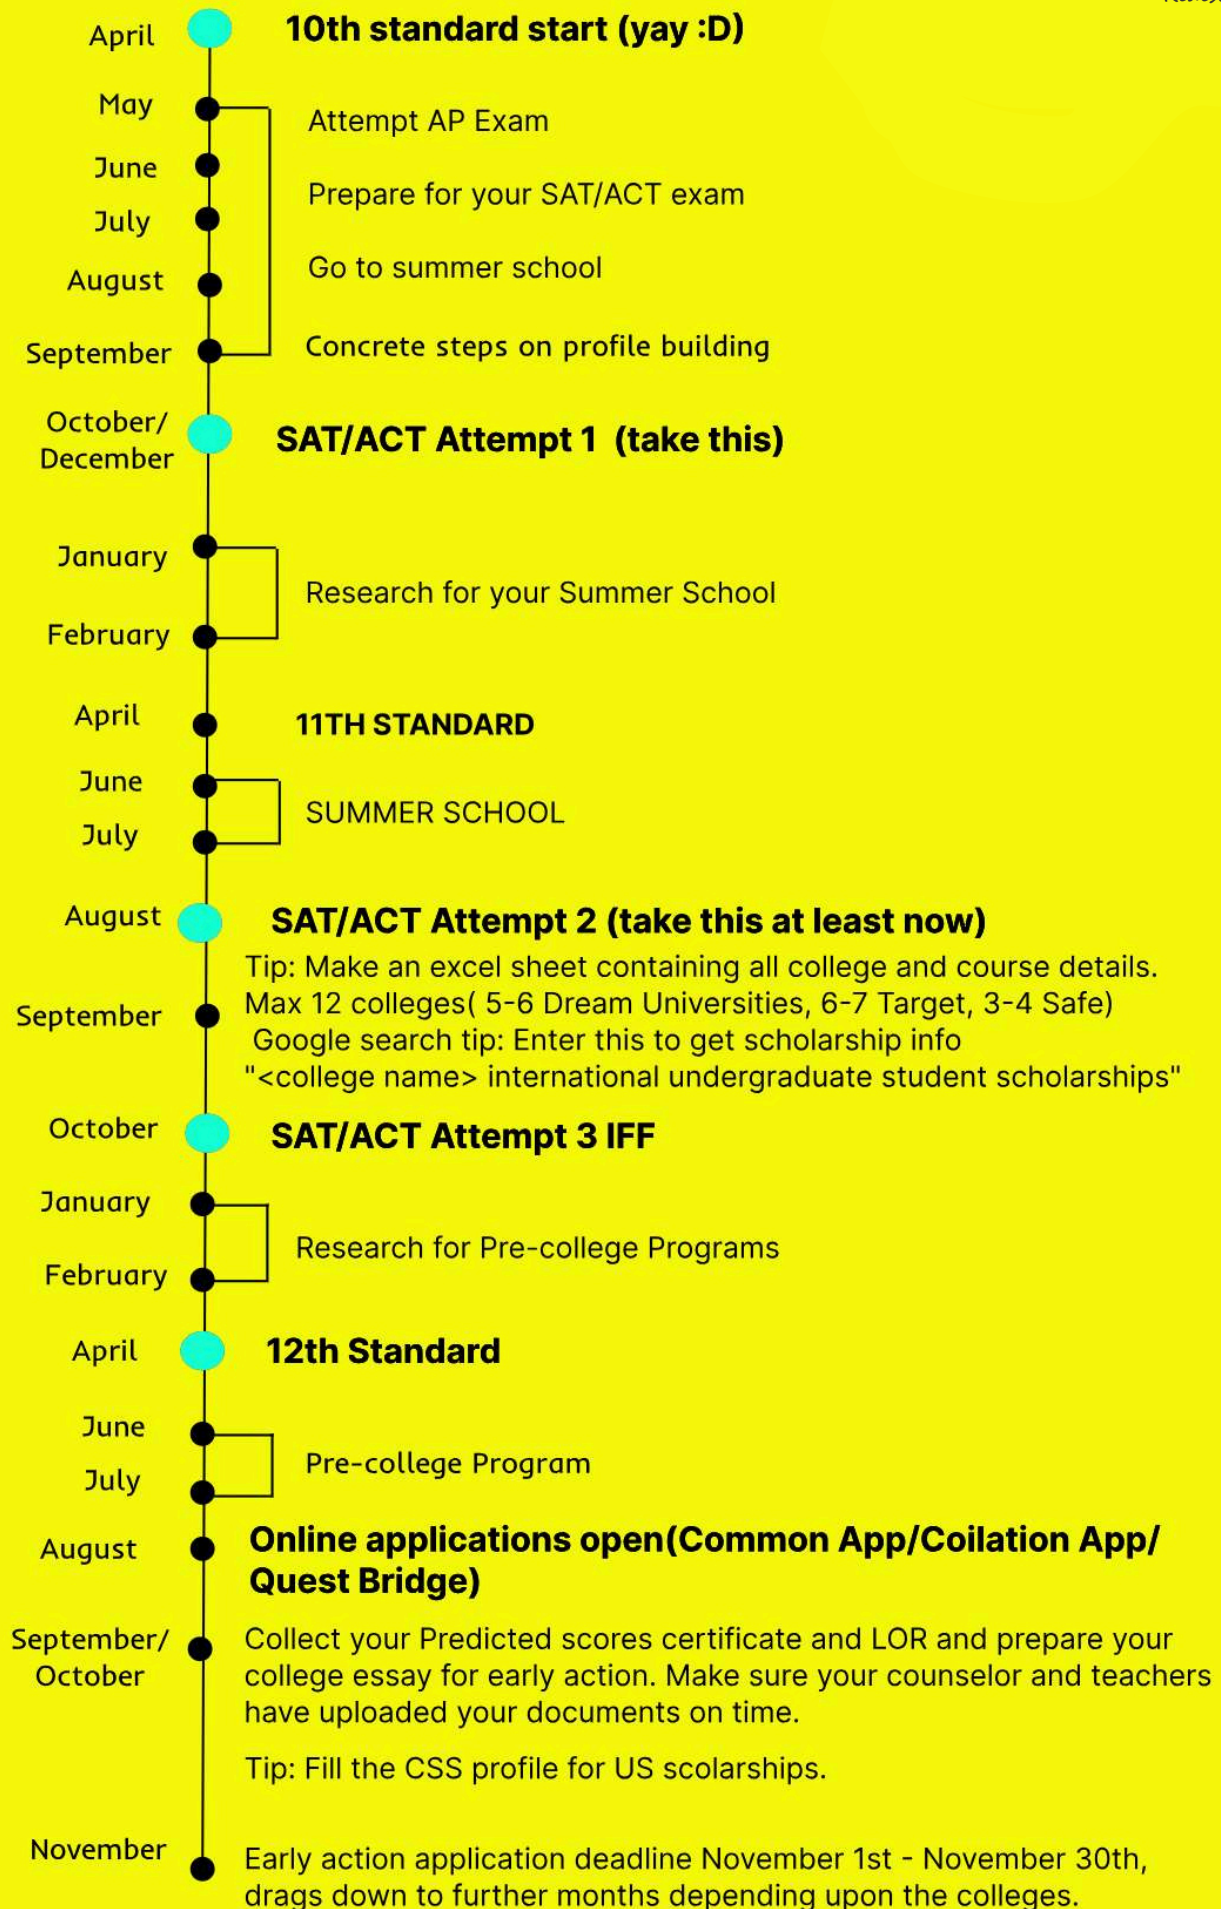 April
10th standard start (yay :D)
May
Attempt AP Exam
June
Prepare for your SAT/ACT exam
July
Go to summer school
August
September
Concrete steps on profile building
October/
December
SAT/ACT Attempt 1 (take this)
January
Research for your Summer School
February
April
11TH STANDARD
June
SUMMER SCHOOL
July
August
SAT/ACT Attempt 2 (take this at least now)
Tip: Make an excel sheet containing all college and course details.
September
Max 12 colleges( 5-6 Dream Universities, 6-7 Target, 3-4 Safe)
Google search tip: Enter this to get scholarship info
"<college name> international undergraduate student scholarships"
October
SAT/ACT Attempt 3 IFF
January
Research for Pre-college Programs
February
April
12th Standard
June
Pre-college Program
July
August
Online applications open(Common App/Coilation App/
Quest Bridge)
September/
October
Collect your Predicted scores certificate and LOR and prepare your
college essay for early action. Make sure your counselor and teachers
have uploaded your documents on time.
Tip: Fill the CSS profile for US scolarships.
November
Early action application deadline November 1st - November 30th,
drags down to further months depending upon the colleges.